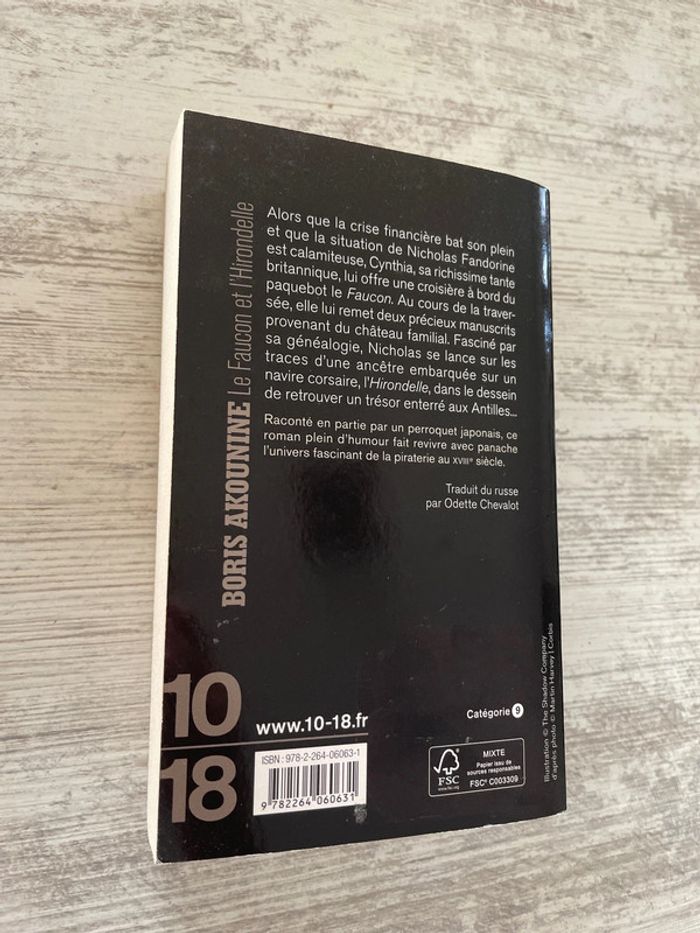 BORIS AKOUNINE Le Faucon et l'Hirondelle
Alors que la crise financière bat son plein
et que la situation de Nicholas Fandorine
est calamiteuse, Cynthia, sa richissime tante
britannique, lui offre une croisière à bord du
paquebot le Faucon. Au cours de la traver-
sée, elle lui remet deux précieux manuscrits
provenant du château familial. Fasciné par
sa généalogie, Nicholas se lance sur les
traces d'une ancêtre embarquée sur un
navire corsaire, l'Hirondelle, dans le dessein
de retrouver un trésor enterré aux Antilles...
Raconté en partie par un perroquet japonais, ce
roman plein d'humour fait revivre avec panache
l'univers fascinant de la piraterie au XVIIIe siècle.
Traduit du russe
par Odette Chevalot
Illustration © The Shadow Company
d'après photo © Martin Harvey | Corbis
10
18
www.10-18.fr
Catégorie 9
ISBN : 978-2-264-06063-1
9 782264 060631
FSC
www.fsc.org
MIXTE
Papier issu de
sources responsables
FSC® C003309